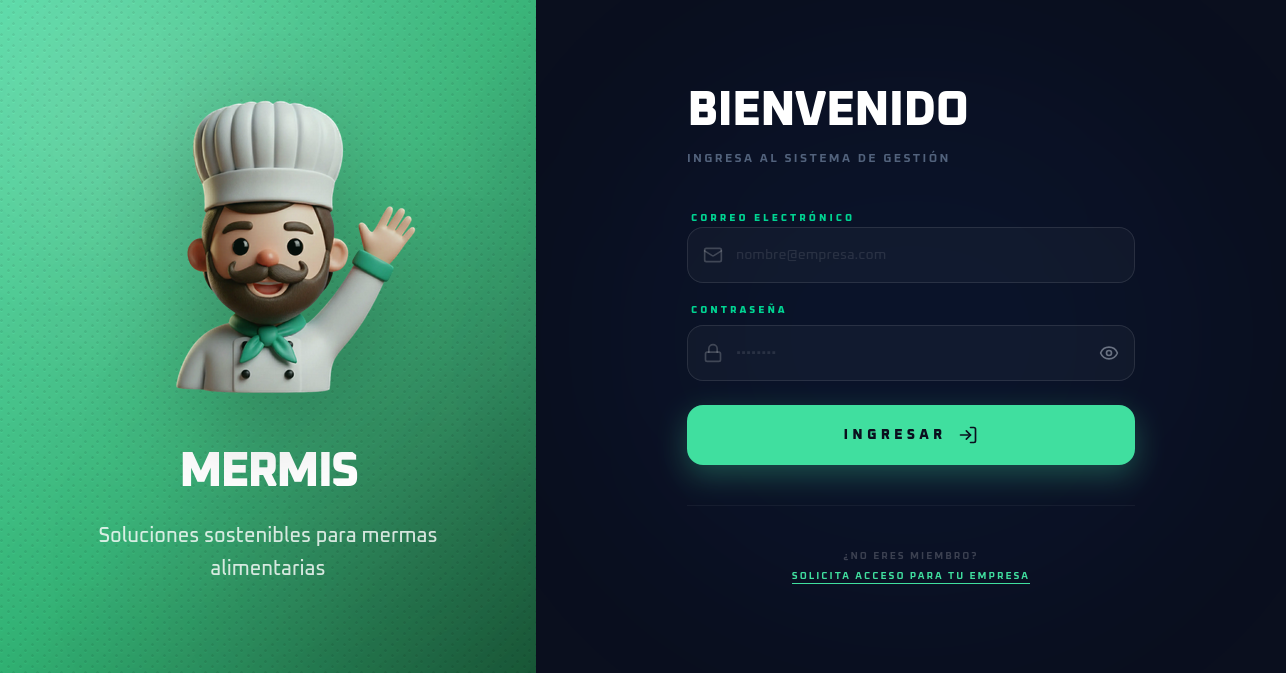 MERMIS
Soluciones sostenibles para mermas
alimentarias
BIENVENIDO
INGRESA AL SISTEMA DE GESTIÓN
CORREO ELECTRÓNICO
nombre@empresa.com
CONTRASEÑA
••••••••
INGRESAR
¿NO ERES MIEMBRO?
SOLICITA ACCESO PARA TU EMPRESA